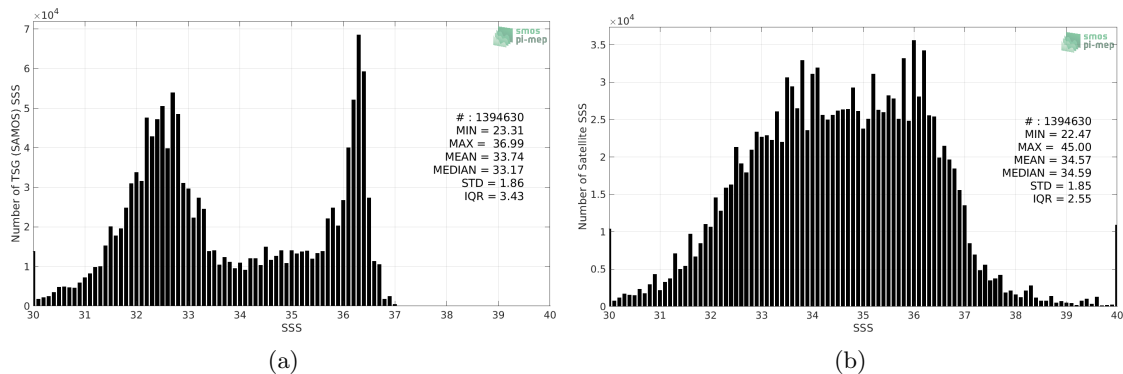 ×10⁴
7
6
5
4
3
2
1
0
Number of TSG (SAMOS) SSS
30 31 32 33 34 35 36 37 38 39 40
SSS
smos
pi-mep
# : 1394630
MIN = 23.31
MAX = 36.99
MEAN = 33.74
MEDIAN = 33.17
STD = 1.86
IQR = 3.43
(a)
×10⁴
3.5
3
2.5
2
1.5
1
0.5
0
Number of Satellite SSS
30 31 32 33 34 35 36 37 38 39 40
SSS
smos
pi-mep
# : 1394630
MIN = 22.47
MAX = 45.00
MEAN = 34.57
MEDIAN = 34.59
STD = 1.85
IQR = 2.55
(b)